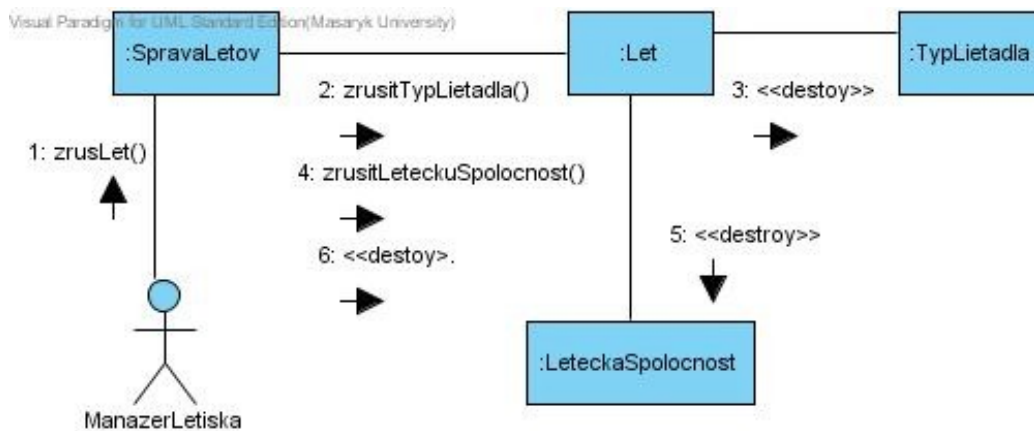 Visual Paradigm for UML Standard Edition(Masaryk University)
:SpravaLetov
:Let
:TypLietadla
2: zrusitTypLietadla()
3: <<destoy>>
1: zrusLet()
4: zrusitLeteckuSpolocnost()
5: <<destroy>>
6: <<destoy>.
:LeteckaSpolocnost
ManazerLetiska